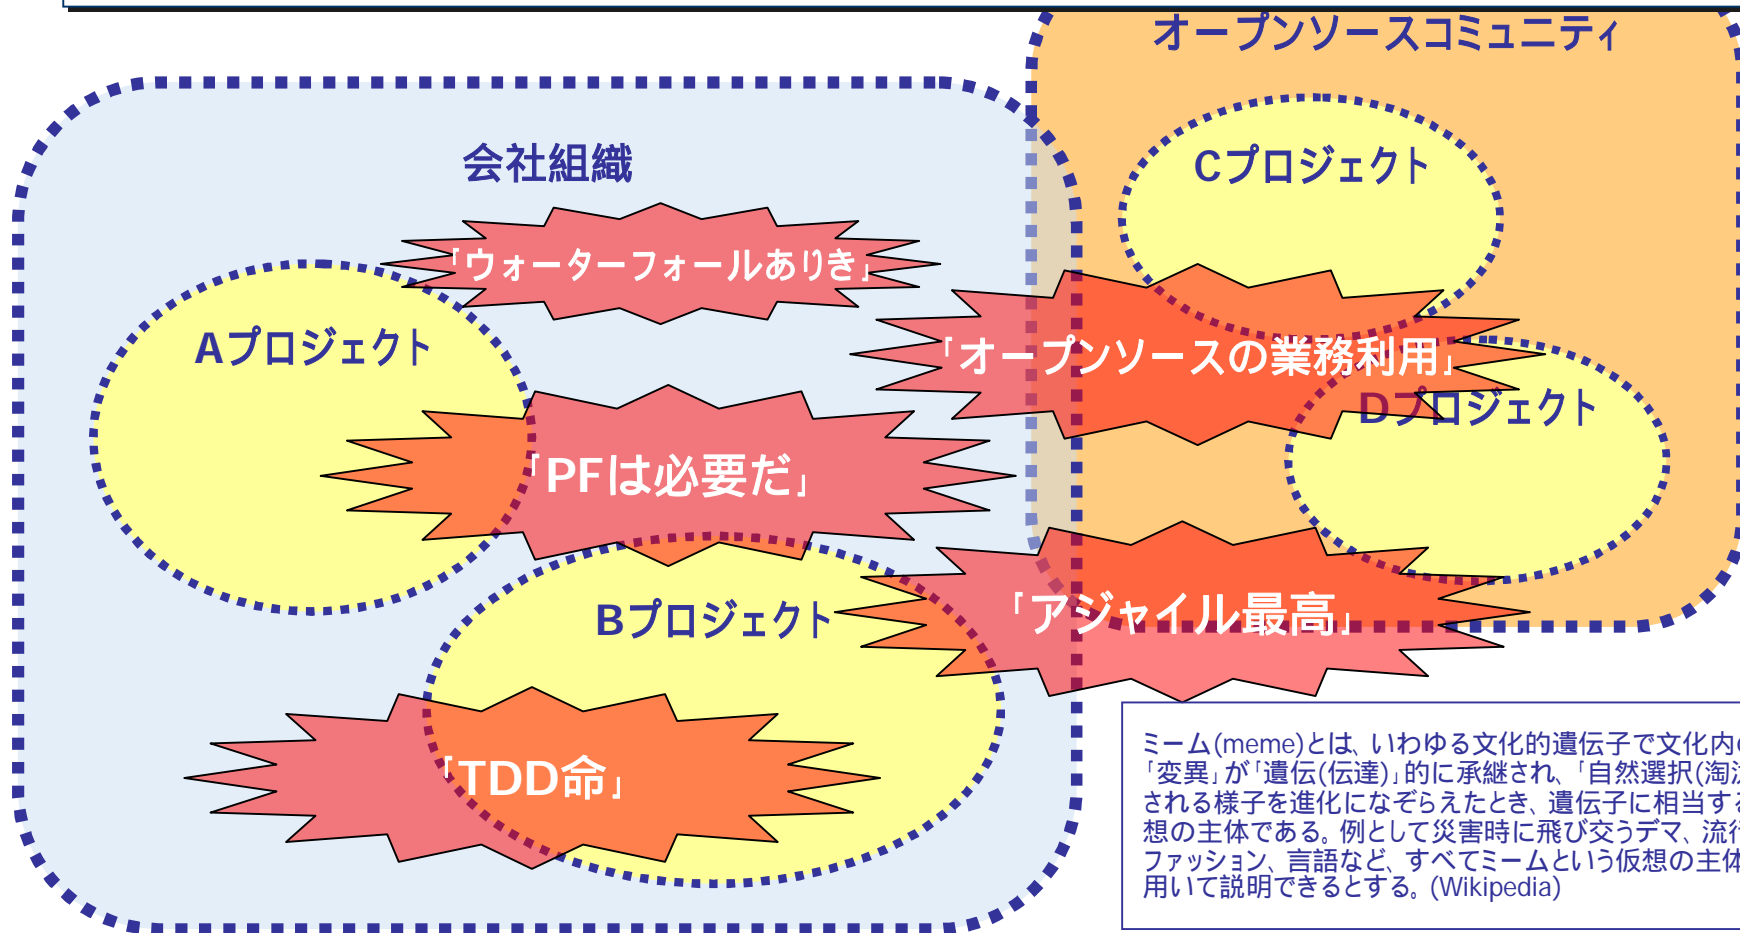 オープンソースコミュニティ
会社組織
Cプロジェクト
「ウォーターフォールありき」
Aプロジェクト
「オープンソースの業務利用」
Dプロジェクト
「PFは必要だ」
Bプロジェクト
「アジャイル最高」
「TDD命」
ミーム(meme)とは、いわゆる文化的遺伝子で文化内
「変異」が「遺伝(伝達)」的に承継され、「自然選択(淘
される様子を進化になぞらえたとき、遺伝子に相当す
想の主体である。例として災害時に飛び交うデマ、流
ファッション、言語など、すべてミームという仮想の主体
用いて説明できるとする。(Wikipedia)